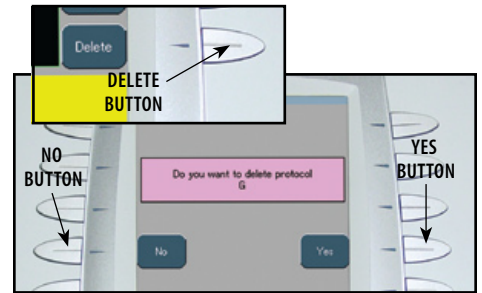 Delete
DELETE
BUTTON
NO
BUTTON
YES
BUTTON
Do you want to delete protocol
G
No
Yes